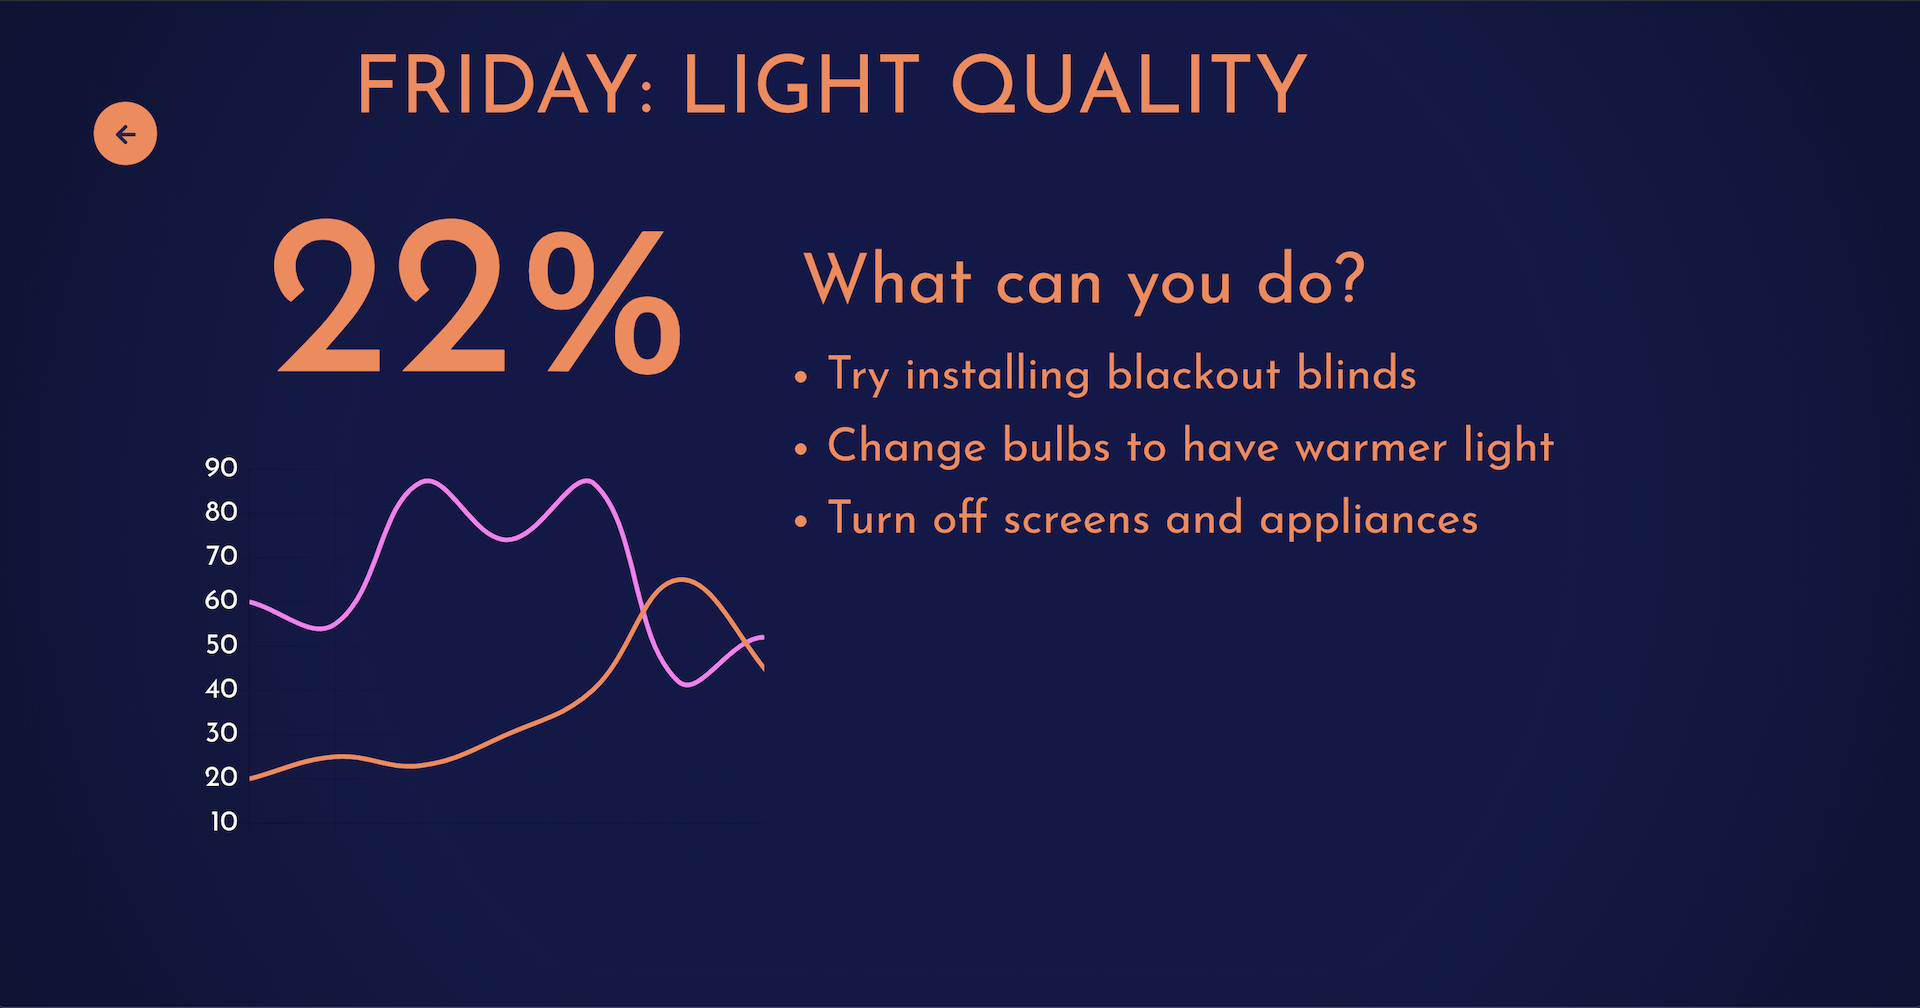 FRIDAY: LIGHT QUALITY
22%
What can you do?
• Try installing blackout blinds
• Change bulbs to have warmer light
• Turn off screens and appliances
90
80
70
60
50
40
30
20
10